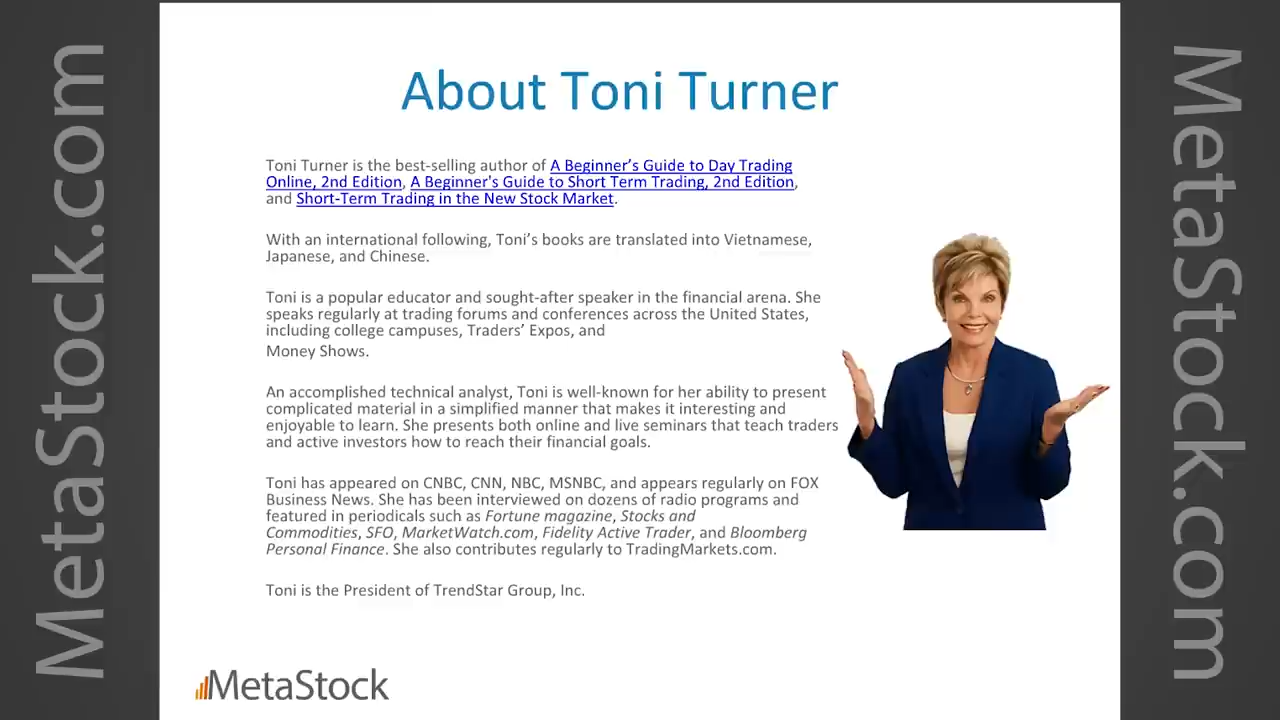 MetaStock.com
About Toni Turner
Toni Turner is the best-selling author of A Beginner’s Guide to Day Trading
Online, 2nd Edition, A Beginner's Guide to Short Term Trading, 2nd Edition,
and Short-Term Trading in the New Stock Market.
With an international following, Toni’s books are translated into Vietnamese,
Japanese, and Chinese.
Toni is a popular educator and sought-after speaker in the financial arena. She
speaks regularly at trading forums and conferences across the United States,
including college campuses, Traders’ Expos, and
Money Shows.
An accomplished technical analyst, Toni is well-known for her ability to present
complicated material in a simplified manner that makes it interesting and
enjoyable to learn. She presents both online and live seminars that teach traders
and active investors how to reach their financial goals.
Toni has appeared on CNBC, CNN, NBC, MSNBC, and appears regularly on FOX
Business News. She has been interviewed on dozens of radio programs and
featured in periodicals such as Fortune magazine, Stocks and
Commodities, SFO, MarketWatch.com, Fidelity Active Trader, and Bloomberg
Personal Finance. She also contributes regularly to TradingMarkets.com.
Toni is the President of TrendStar Group, Inc.
MetaStock
MetaStock.com